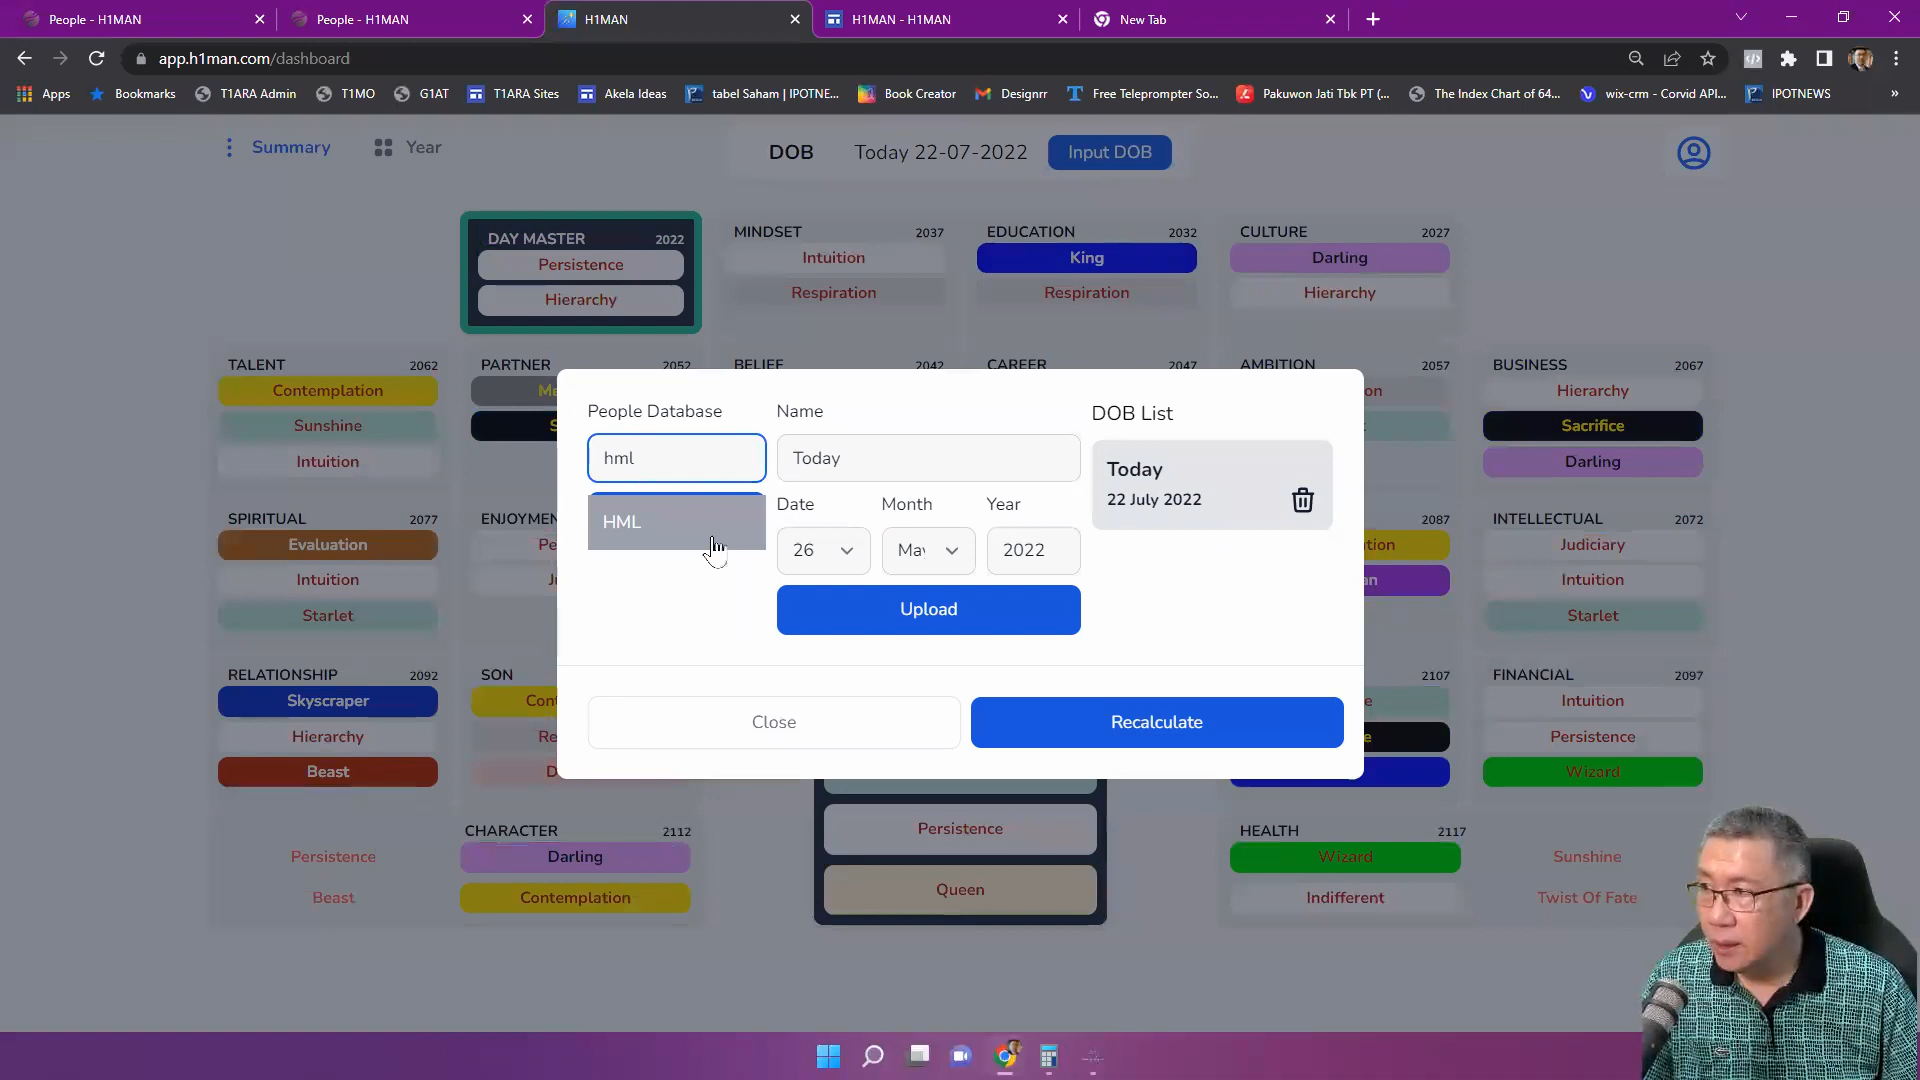 People - H1MAN
People - H1MAN
H1MAN
H1MAN - H1MAN
New Tab
app.h1man.com/dashboard
Apps
Bookmarks
T1ARA Admin
T1MO
G1AT
T1ARA Sites
Akela Ideas
tabel Saham | IPOTNE...
Book Creator
Designrr
Free Teleprompter So...
Pakuwon Jati Tbk PT (...
The Index Chart of 64...
wix-crm - Corvid API...
IPOTNEWS
»
Summary
Year
DOB
Today 22-07-2022
Input DOB
DAY MASTER 2022
Persistence
Hierarchy
MINDSET 2037
Intuition
Respiration
EDUCATION 2032
King
Respiration
CULTURE 2027
Darling
Hierarchy
TALENT 2062
Contemplation
Sunshine
Intuition
PARTNER 2052
BELIEF 2042
CAREER 2047
AMBITION 2057
BUSINESS 2067
Hierarchy
Sacrifice
Darling
People Database
hml
HML
Name
Today
Date
26
Month
May
Year
2022
Upload
DOB List
Today
22 July 2022
Close
Recalculate
SPIRITUAL 2077
Evaluation
Intuition
Starlet
2087
INTELLECTUAL 2072
Judiciary
Intuition
Starlet
RELATIONSHIP 2092
Skyscraper
Hierarchy
Beast
SON
2107
FINANCIAL 2097
Intuition
Persistence
Wizard
Persistence
Beast
CHARACTER 2112
Darling
Contemplation
Persistence
Queen
HEALTH 2117
Wizard
Indifferent
Sunshine
Twist Of Fate